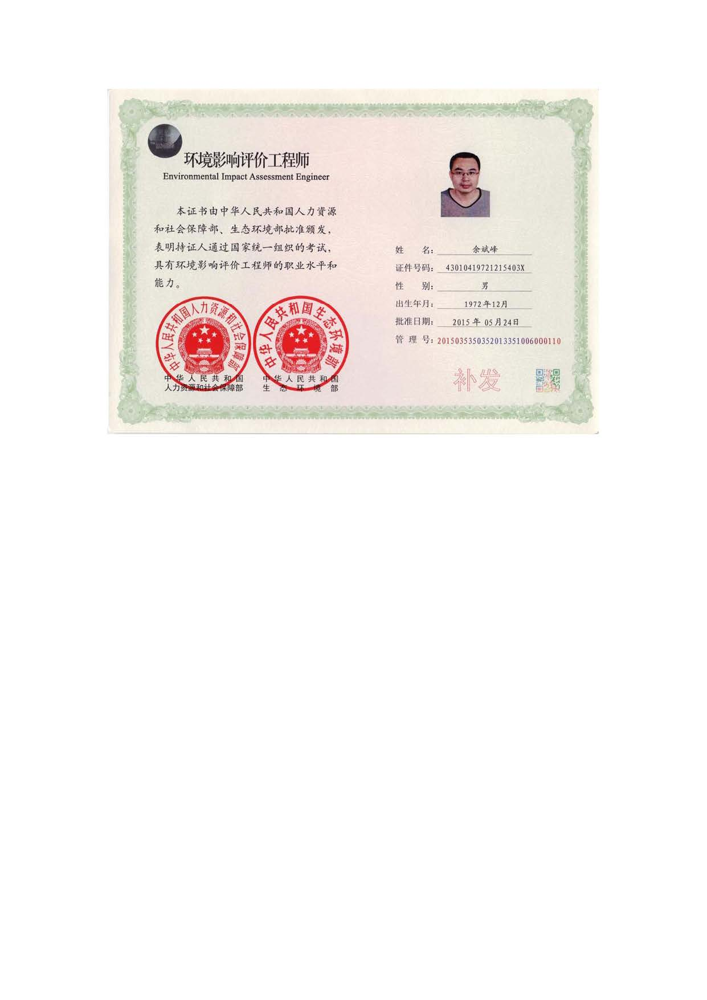 环境影响评价工程师
Environmental Impact Assessment Engineer
本证书由中华人民共和国人力资源
和社会保障部、生态环境部批准颁发，
表明持证人通过国家统一组织的考试，
具有环境影响评价工程师的职业水平和
能力。
中华人民共和国人力资源和社会保障部
中华人民共和国生态环境部
中华人民共和国
人力资源和社会保障部
中华人民共和国
生态环境部
姓 名：余斌峰
证件号码：43010419721215403X
性 别：男
出生年月：1972年12月
批准日期：2015年05月24日
管理号：2015035350352013351006000110
补发